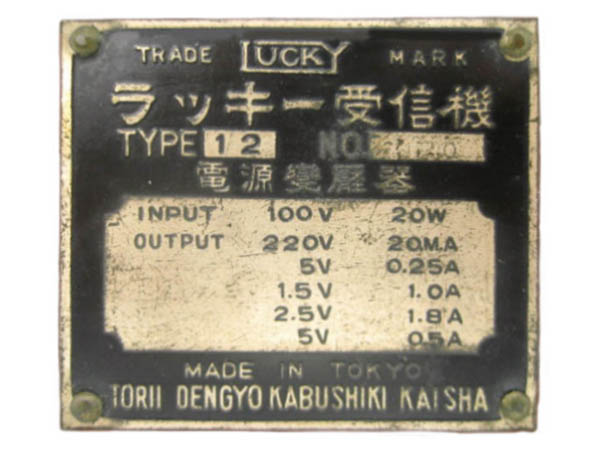 TRADE LUCKY MARK
ラッキー受信機
TYPE 12 NO.
電源變壓器
INPUT 100V 20W
OUTPUT 220V 20M.A
5V 0.25A
1.5V 1.0A
2.5V 1.8A
5V 0.5A
MADE IN TOKYO
TORII DENGYO KABUSHIKI KAISHA